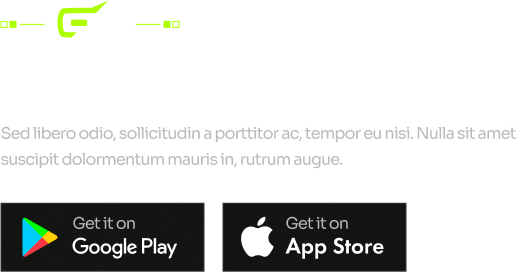 Sed libero odio, sollicitudin a porttitor ac, tempor eu nisi. Nulla sit amet
suscipit dolormentum mauris in, rutrum augue.
Get it on
Google Play
Get it on
App Store